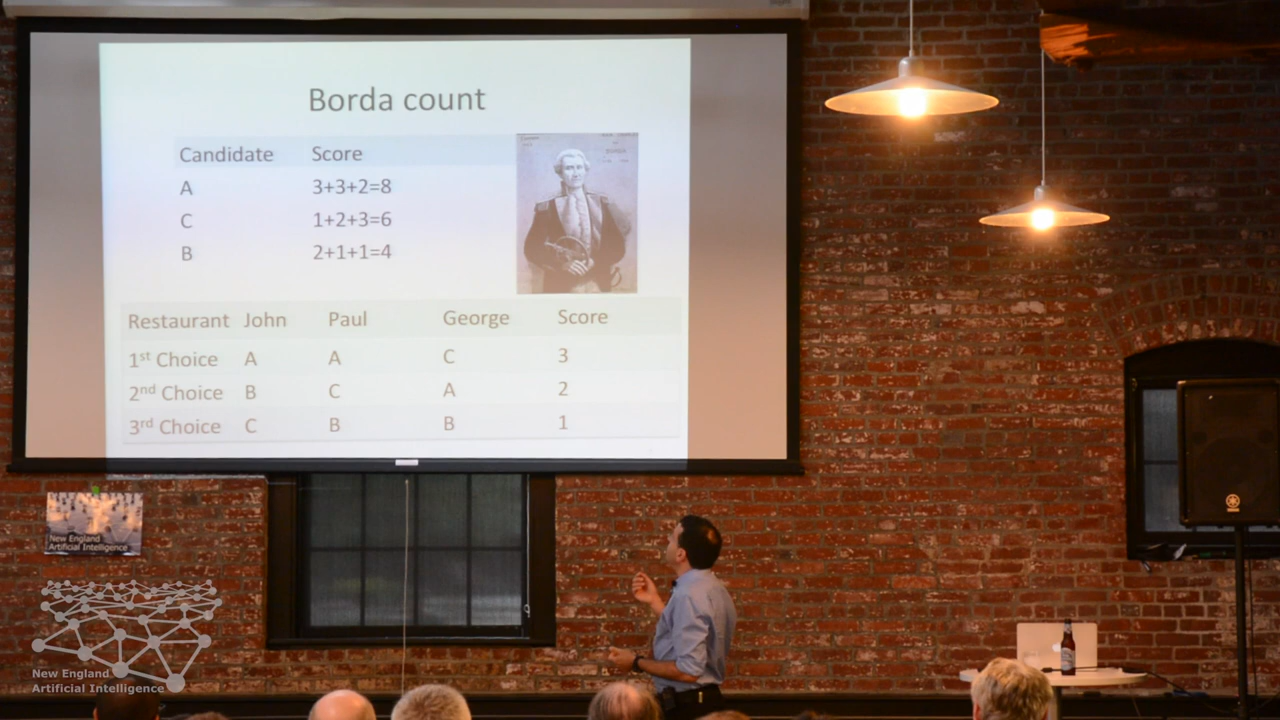 Borda count
Candidate Score
A 3+3+2=8
C 1+2+3=6
B 2+1+1=4
Restaurant John Paul George Score
1st Choice A A C 3
2nd Choice B C A 2
3rd Choice C B B 1
New England
Artificial Intelligence
New England
Artificial Intelligence